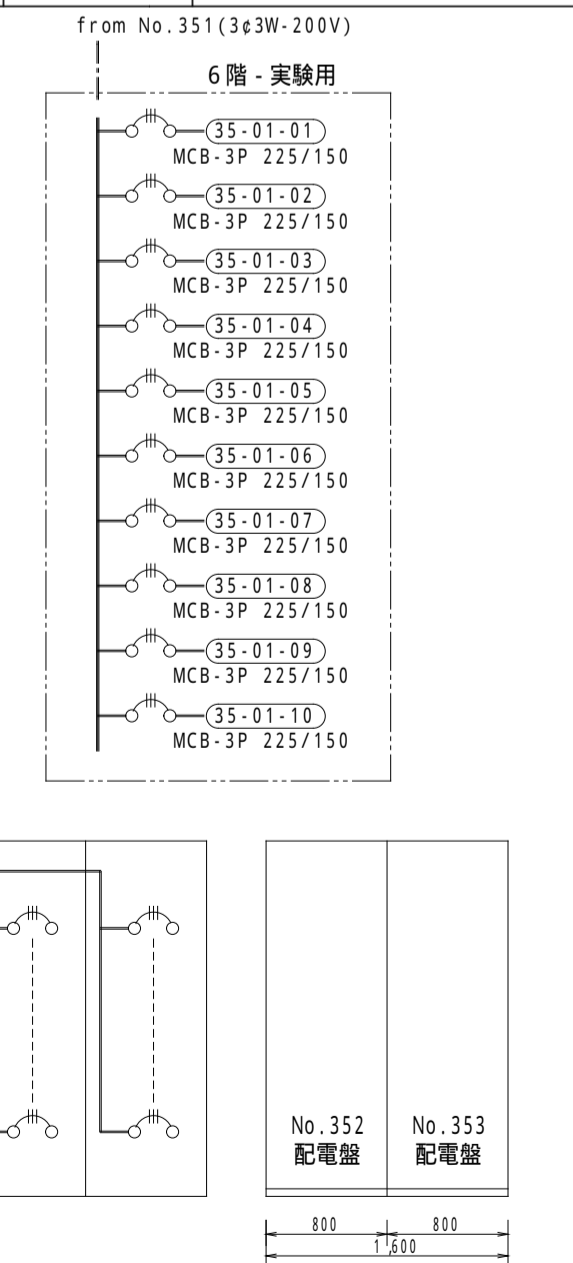 from No.351(3¢3W-200V)
6階 - 実験用
35-01-01
MCB-3P 225/150
35-01-02
MCB-3P 225/150
35-01-03
MCB-3P 225/150
35-01-04
MCB-3P 225/150
35-01-05
MCB-3P 225/150
35-01-06
MCB-3P 225/150
35-01-07
MCB-3P 225/150
35-01-08
MCB-3P 225/150
35-01-09
MCB-3P 225/150
35-01-10
MCB-3P 225/150
No.352 No.353
配電盤 配電盤
800 800
1,600